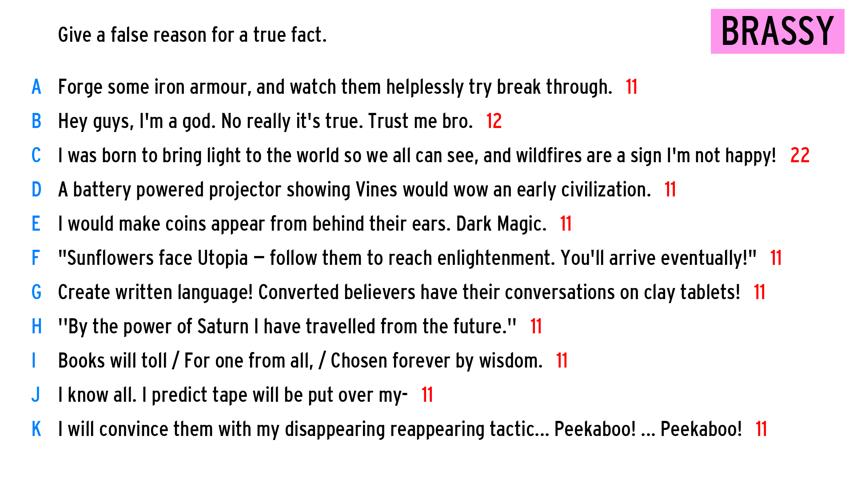 Give a false reason for a true fact.
BRASSY
A Forge some iron armour, and watch them helplessly try break through. 11
B Hey guys, I'm a god. No really it's true. Trust me bro. 12
C I was born to bring light to the world so we all can see, and wildfires are a sign I'm not happy! 22
D A battery powered projector showing Vines would wow an early civilization. 11
E I would make coins appear from behind their ears. Dark Magic. 11
F "Sunflowers face Utopia – follow them to reach enlightenment. You'll arrive eventually!" 11
G Create written language! Converted believers have their conversations on clay tablets! 11
H ''By the power of Saturn I have travelled from the future.'' 11
I Books will toll / For one from all, / Chosen forever by wisdom. 11
J I know all. I predict tape will be put over my- 11
K I will convince them with my disappearing reappearing tactic... Peekaboo! ... Peekaboo! 11